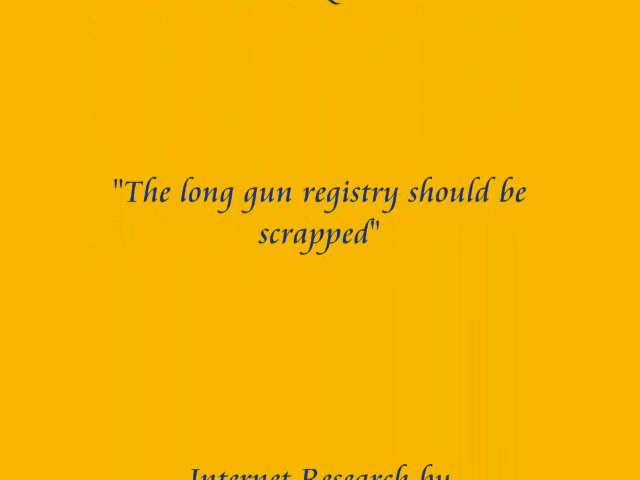 "The long gun registry should be
scrapped"
Internet Research by